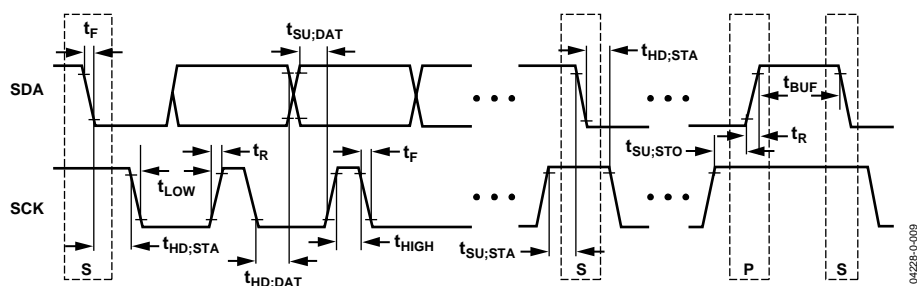 tF
tSU;DAT
tHD;STA
SDA
tBUF
tR
tF
tR
tSU;STO
tLOW
SCK
tHD;STA
tHIGH
tSU;STA
tHD;DAT
S
S
P
S
04228-0-009